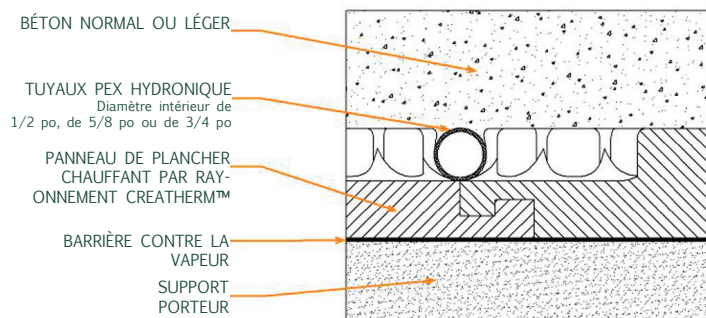 BÉTON NORMAL OU LÉGER
TUYAUX PEX HYDRONIQUE
Diamètre intérieur de
1/2 po, de 5/8 po ou de 3/4 po
PANNEAU DE PLANCHER
CHAUFFANT PAR RAY-
ONNEMENT CREATHERM™
BARRIÈRE CONTRE LA
VAPEUR
SUPPORT
PORTEUR